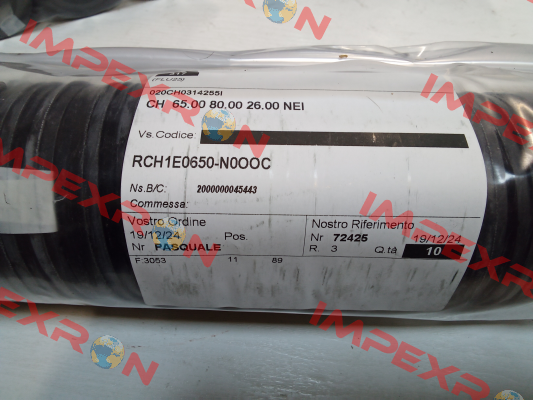 (PLU25)
020CH0314255I
CH 65,00 80,00 26.00 NEI
Vs.Codice:
RCH1E0650-N0OOC
Ns.B/C: 2000000045443
Commessa:
Vostro Ordine
19/12/24 Pos.
Nr PASQUALE
Nostro Riferimento
Nr 72425 19/12/24
R. 3 Q.tà 10
F.3053 11 89
IMPEXRON
IMPEXRON
IMPEXRON
IMPEXRON